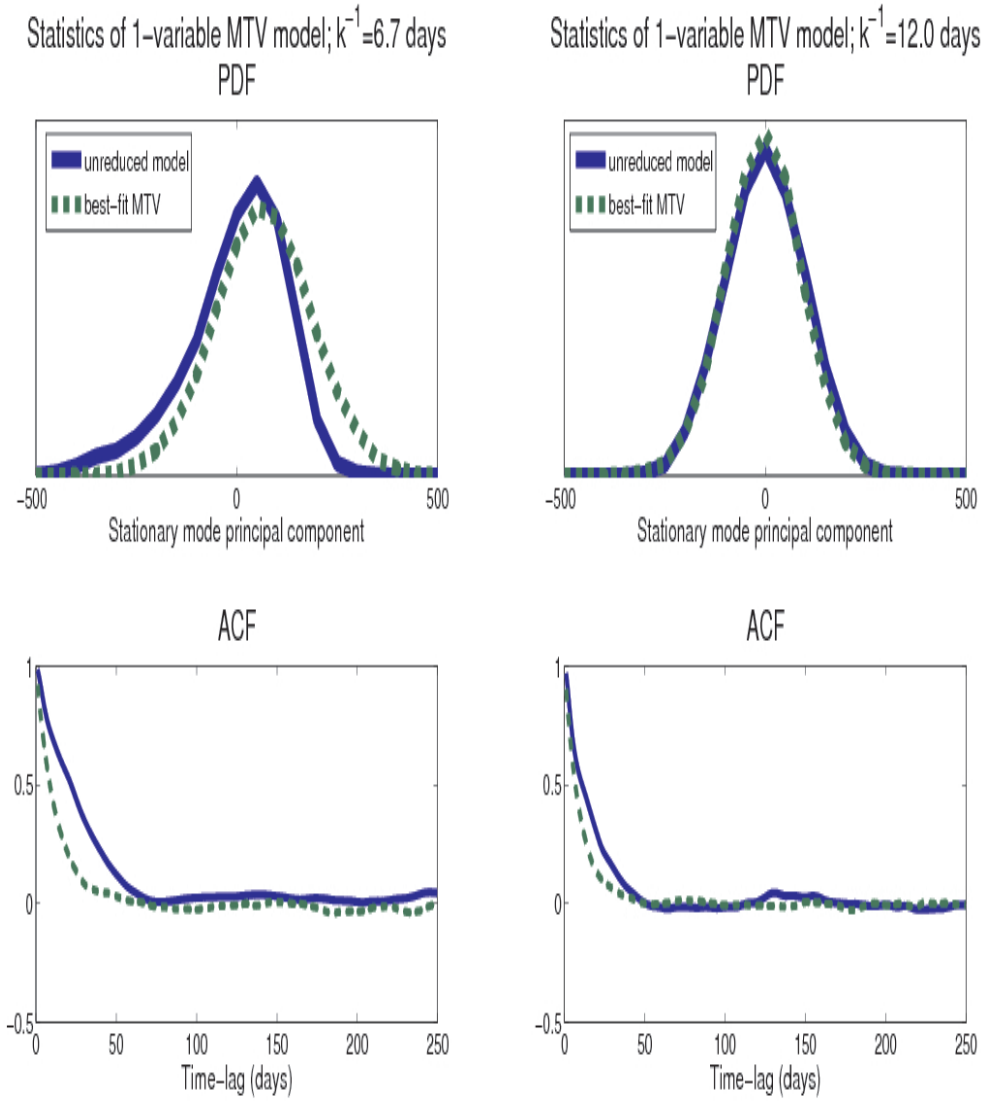 Statistics of 1−variable MTV model; k⁻¹=6.7 days
PDF
unreduced model
best−fit MTV
−500
0
500
Stationary mode principal component
Statistics of 1−variable MTV model; k⁻¹=12.0 days
PDF
unreduced model
best−fit MTV
−500
0
500
Stationary mode principal component
ACF
1
0.5
0
−0.5
0
50
100
150
200
250
Time−lag (days)
ACF
1
0.5
0
−0.5
0
50
100
150
200
250
Time−lag (days)